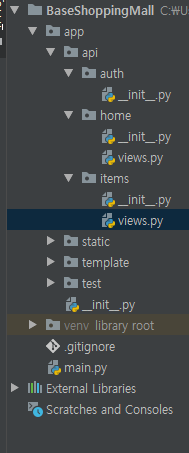 BaseShoppingMall C:₩U
app
api
auth
__init__.py
home
__init__.py
views.py
items
__init__.py
views.py
static
template
test
__init__.py
venv library root
.gitignore
main.py
External Libraries
Scratches and Consoles